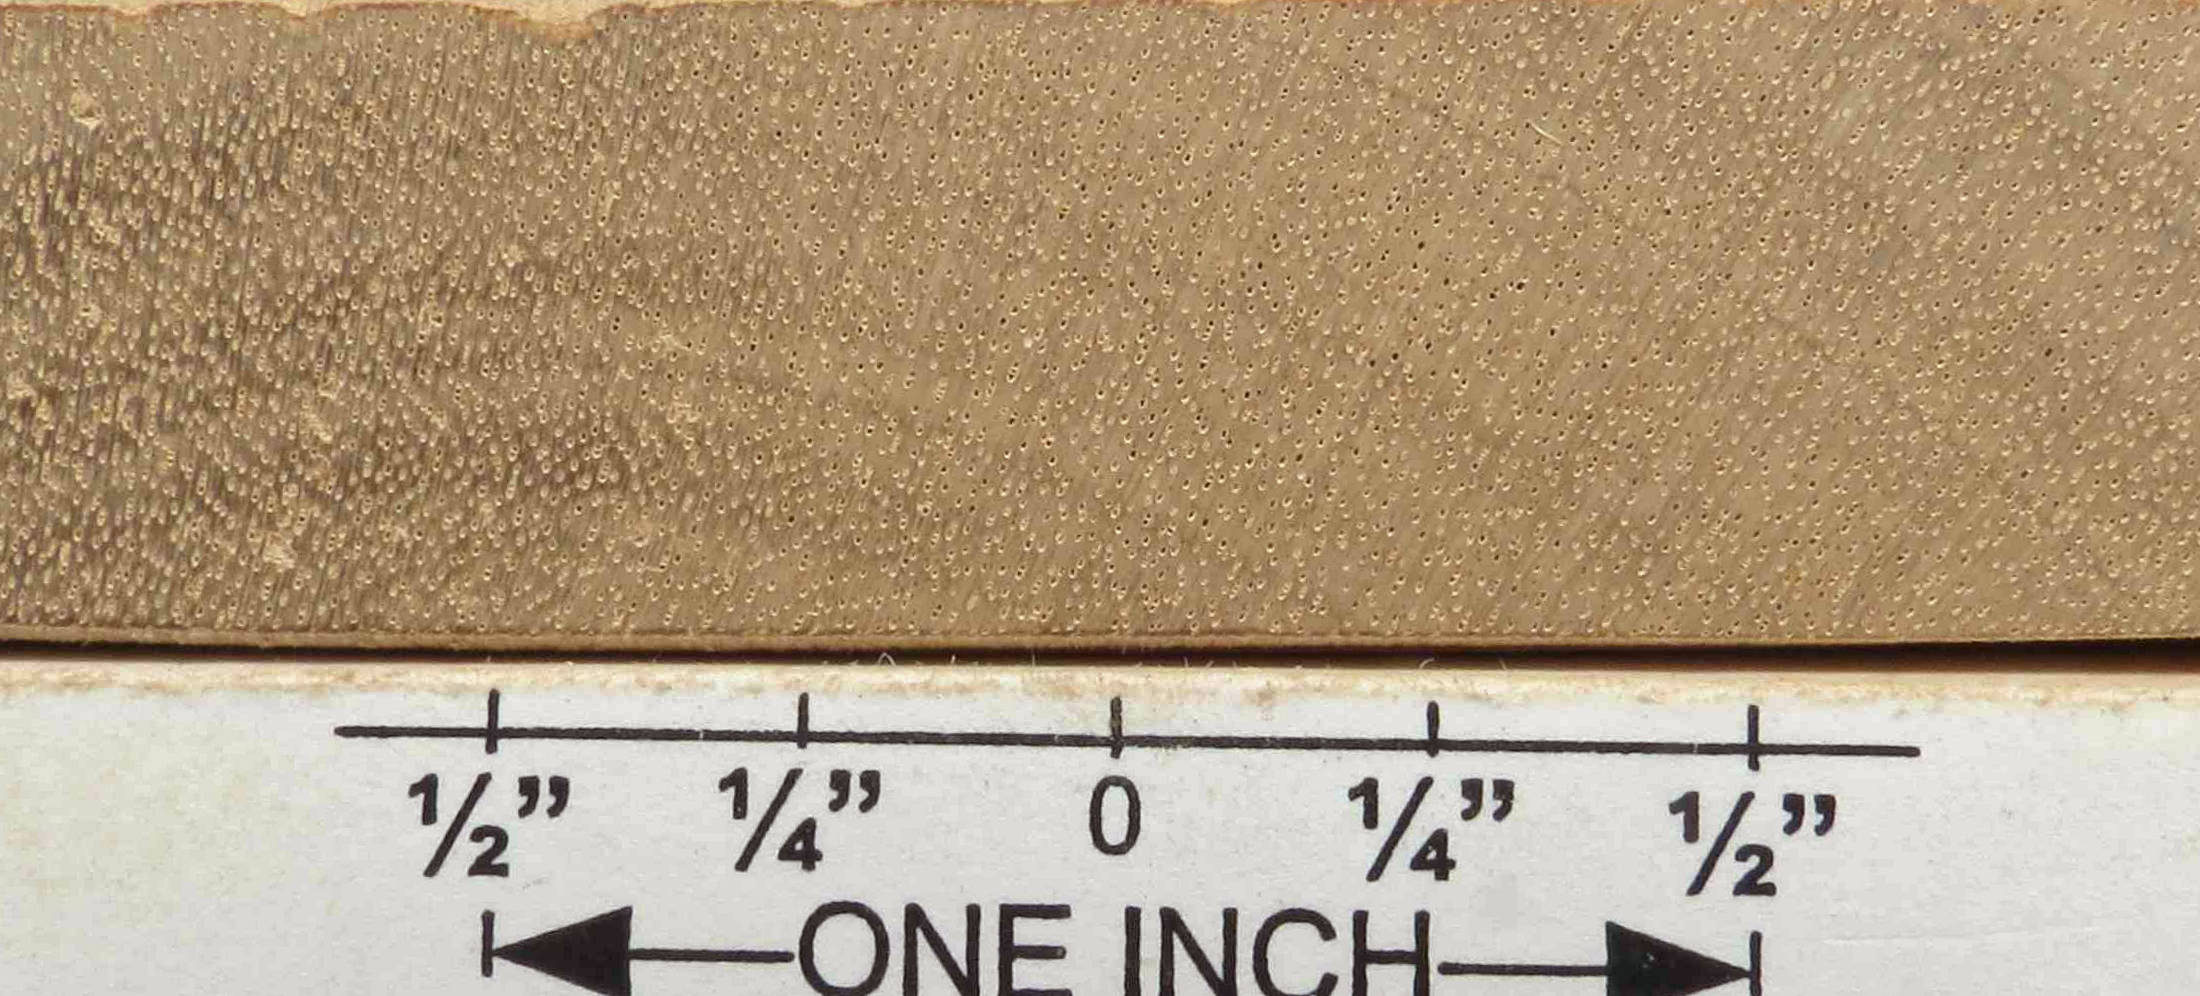 1/2” 1/4” 0 1/4” 1/2”
ONE INCH